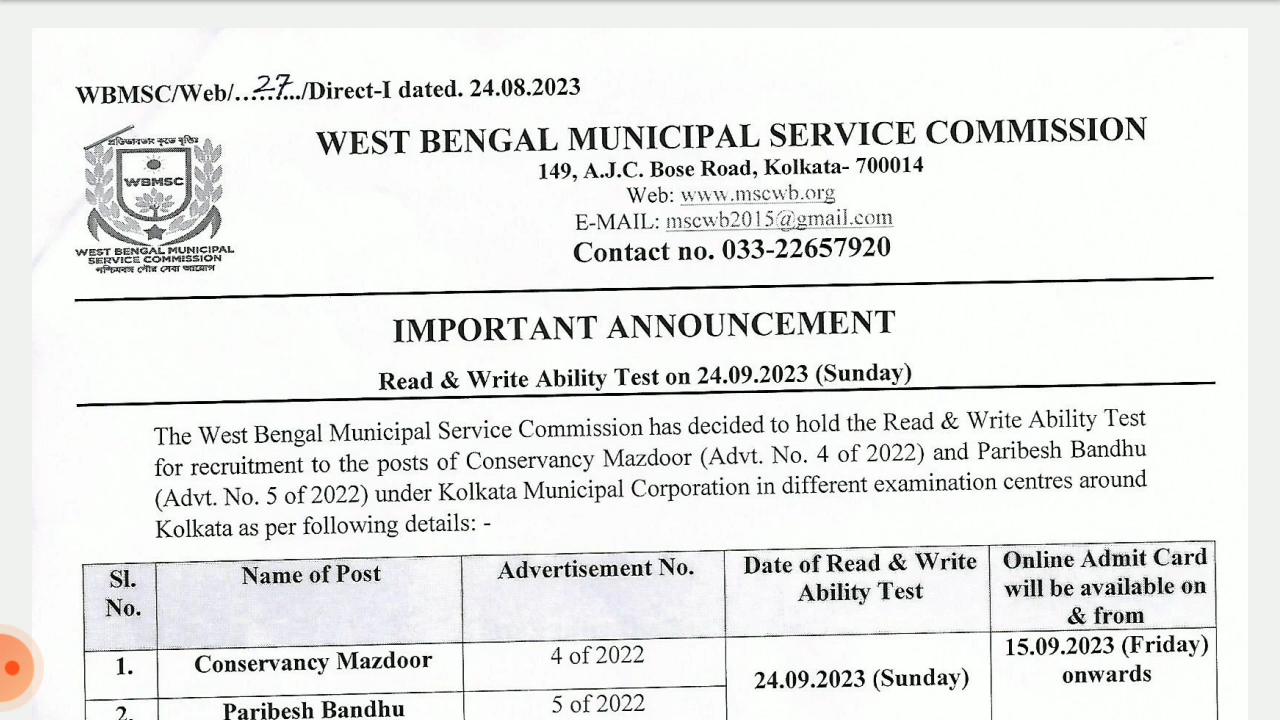 WBMSC/Web/...27.../Direct-I dated. 24.08.2023
WBMSC
WEST BENGAL MUNICIPAL
SERVICE COMMISSION
পশ্চিমবঙ্গ পৌর সেবা আয়োগ
WEST BENGAL MUNICIPAL SERVICE COMMISSION
149, A.J.C. Bose Road, Kolkata- 700014
Web: www.mscwb.org
E-MAIL: mscwb2015@gmail.com
Contact no. 033-22657920
IMPORTANT ANNOUNCEMENT
Read & Write Ability Test on 24.09.2023 (Sunday)
The West Bengal Municipal Service Commission has decided to hold the Read & Write Ability Test
for recruitment to the posts of Conservancy Mazdoor (Advt. No. 4 of 2022) and Paribesh Bandhu
(Advt. No. 5 of 2022) under Kolkata Municipal Corporation in different examination centres around
Kolkata as per following details: -
Sl. No.
Name of Post
Advertisement No.
Date of Read & Write
Ability Test
Online Admit Card
will be available on
& from
1.
Conservancy Mazdoor
4 of 2022
24.09.2023 (Sunday)
15.09.2023 (Friday)
onwards
2.
Paribesh Bandhu
5 of 2022